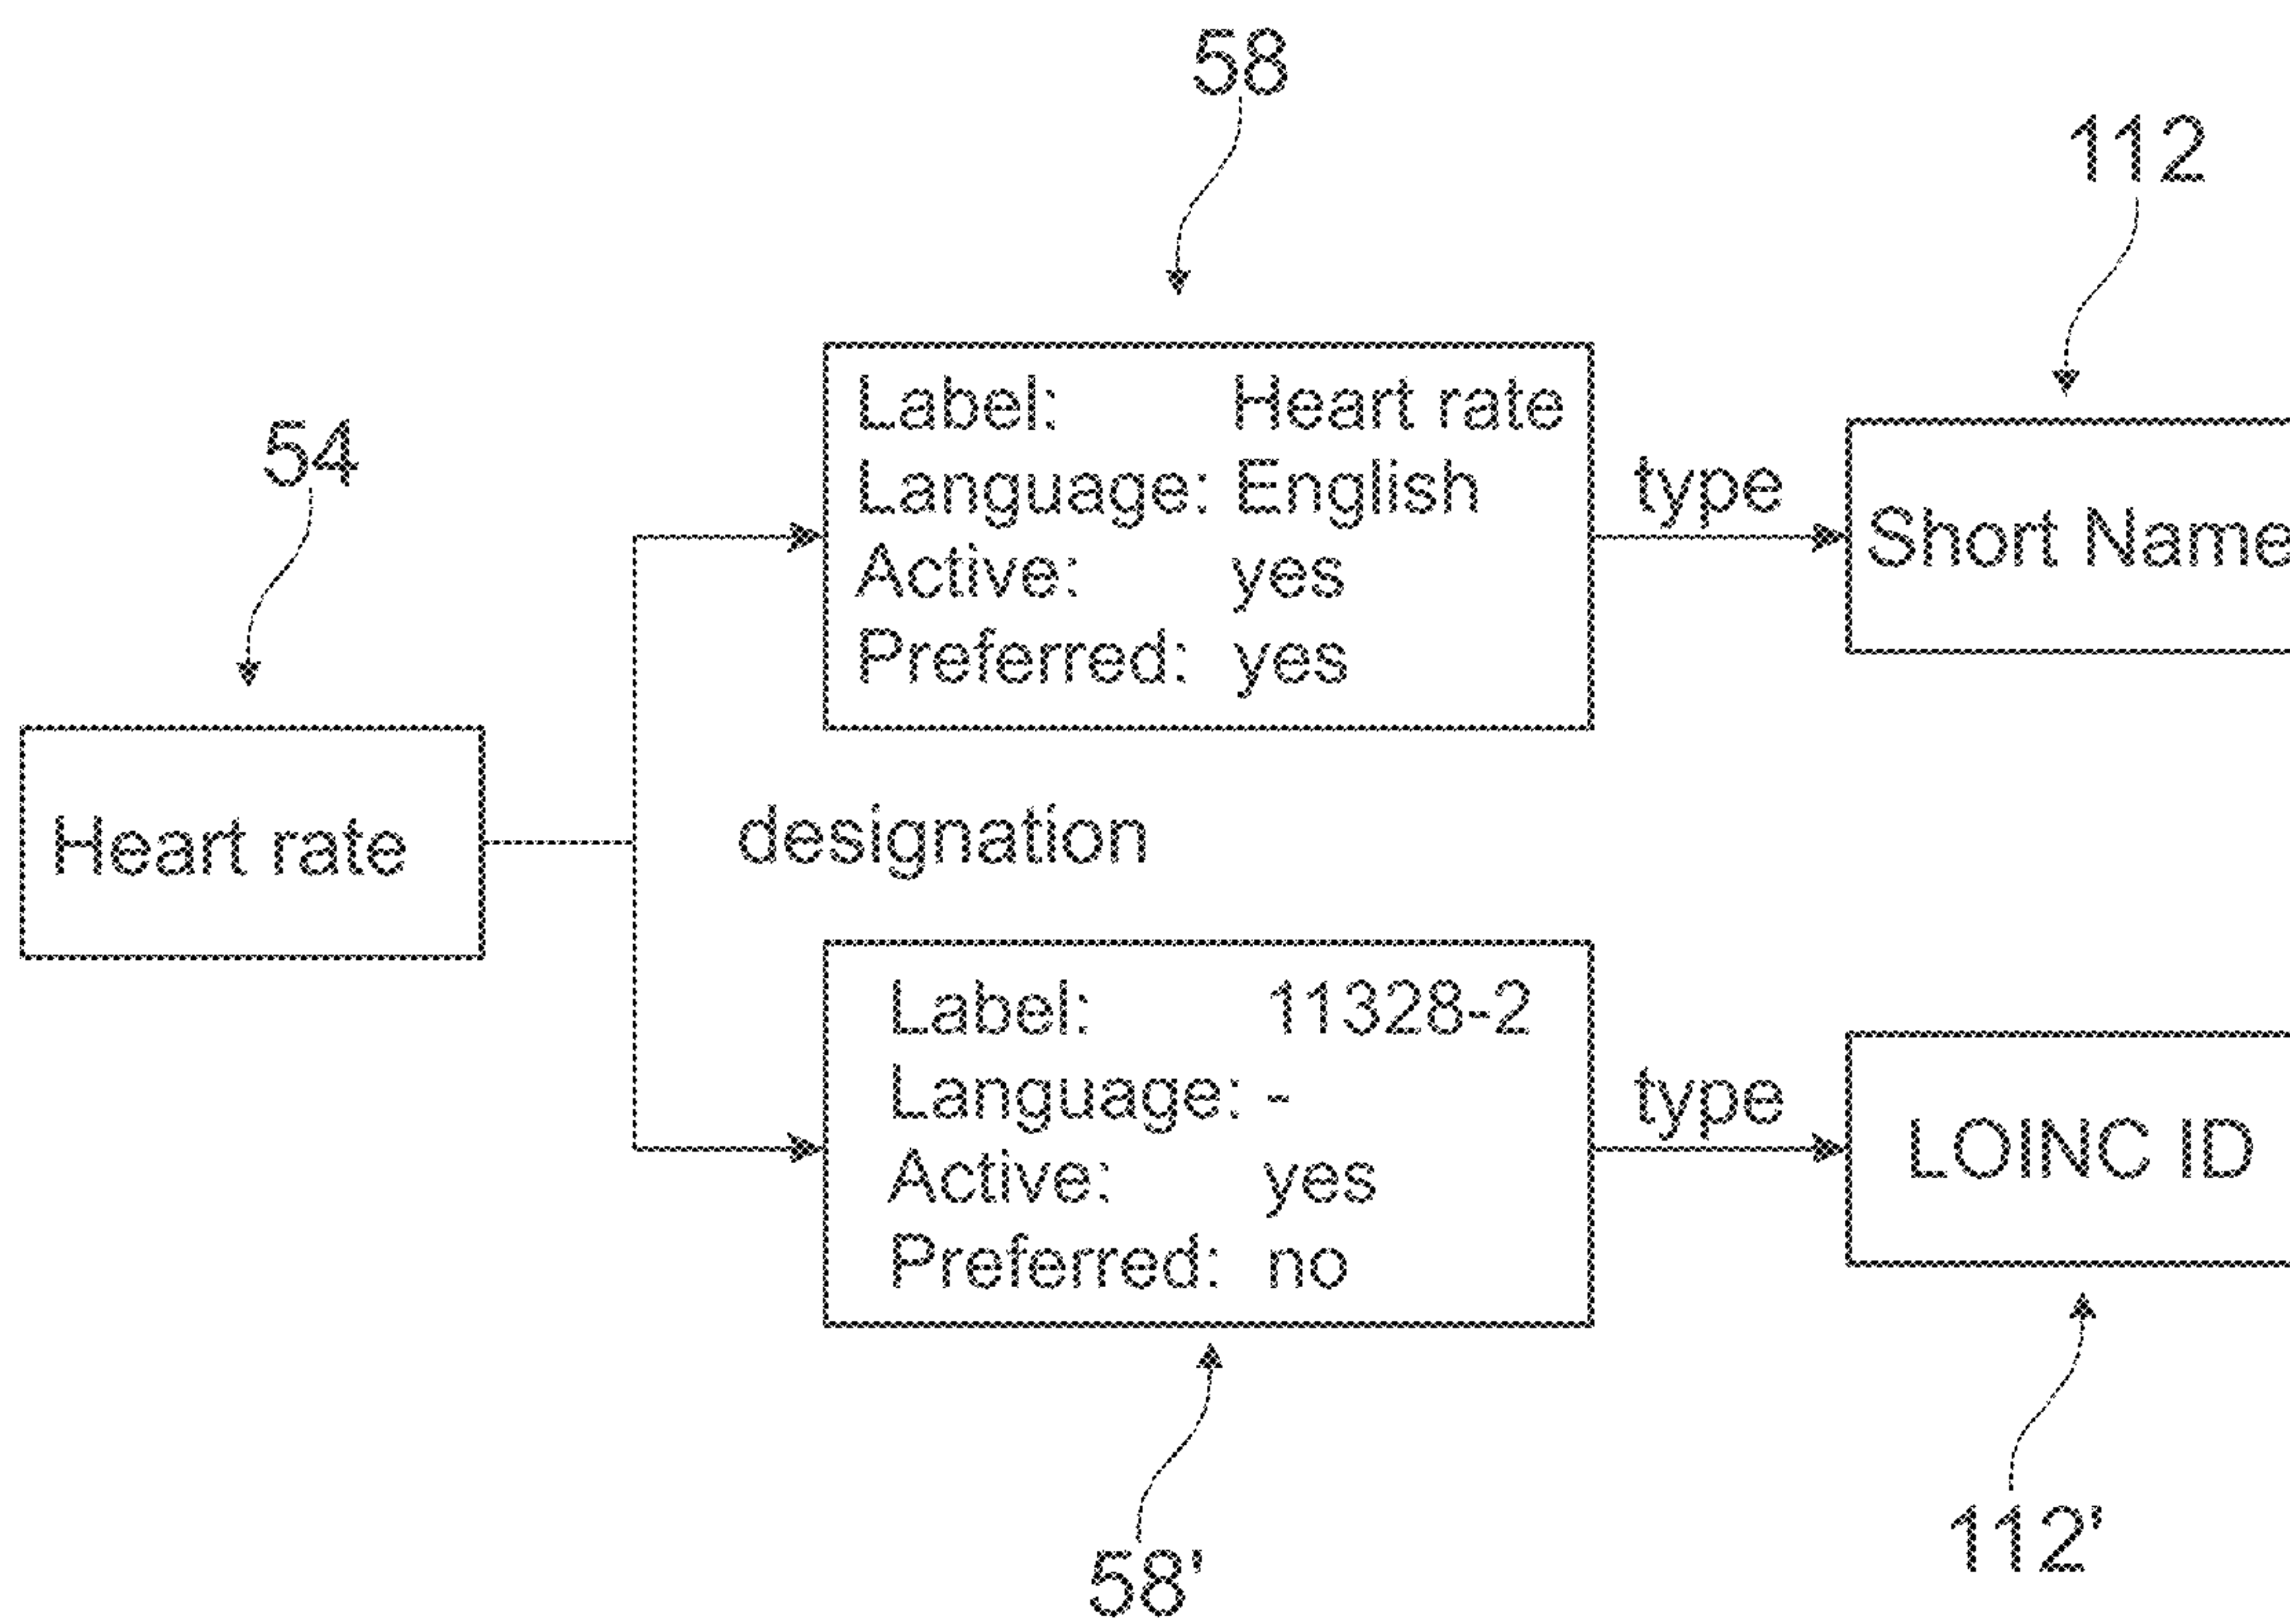 58
112
54
Label: Heart rate
Language: English
Active: yes
Preferred: yes
type
Short Name
Heart rate
designation
Label: 11328-2
Language: -
Active: yes
Preferred: no
type
LOINC ID
58'
112'